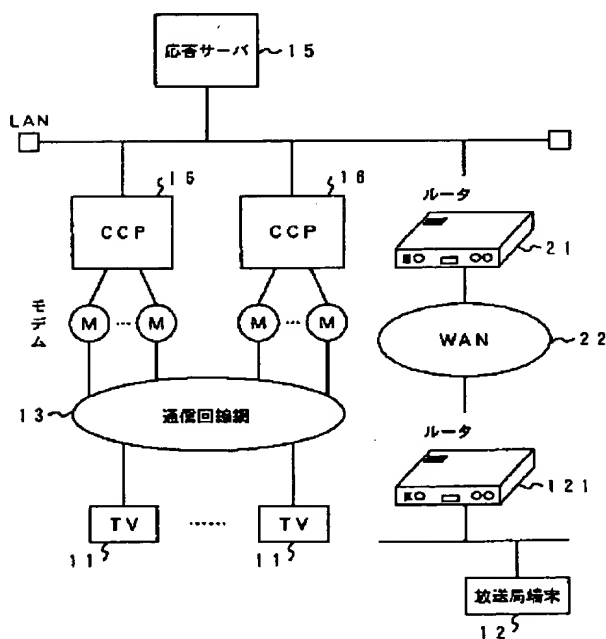 応答サーバ 15
LAN
16 16 ルータ
CCP CCP 21
モデム
M … M M … M
WAN 22
13 通信回線網
ルータ
121
TV …… TV
11 11
放送局端末
12